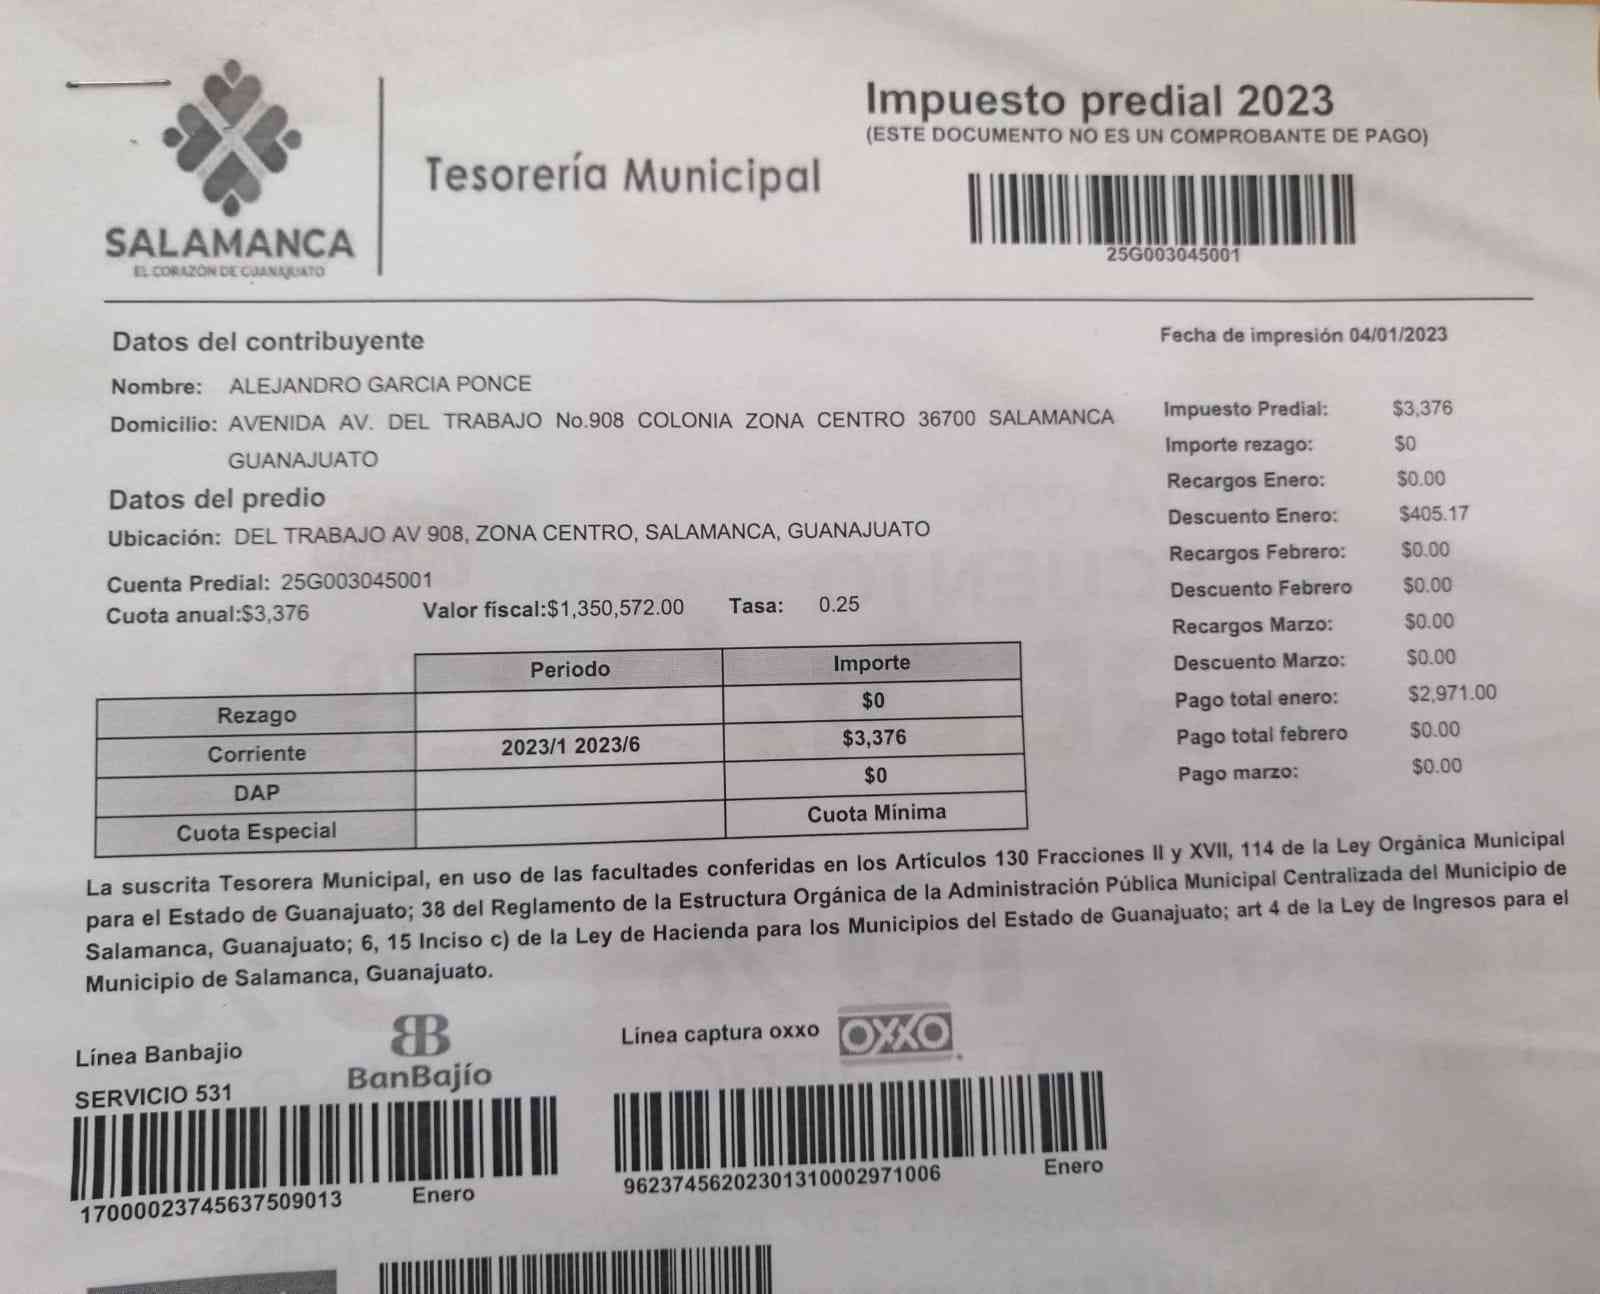 SALAMANCA
EL CORAZÓN DE GUANAJUATO
Tesorería Municipal
Impuesto predial 2023
(ESTE DOCUMENTO NO ES UN COMPROBANTE DE PAGO)
25G003045001
Datos del contribuyente
Nombre: ALEJANDRO GARCIA PONCE
Domicilio: AVENIDA AV. DEL TRABAJO No.908 COLONIA ZONA CENTRO 36700 SALAMANCA
GUANAJUATO
Datos del predio
Ubicación: DEL TRABAJO AV 908, ZONA CENTRO, SALAMANCA, GUANAJUATO
Cuenta Predial: 25G003045001
Cuota anual:$3,376 Valor fiscal:$1,350,572.00 Tasa: 0.25
Fecha de impresión 04/01/2023
Impuesto Predial: $3,376
Importe rezago: $0
Recargos Enero: $0.00
Descuento Enero: $405.17
Recargos Febrero: $0.00
Descuento Febrero $0.00
Recargos Marzo: $0.00
Descuento Marzo: $0.00
Pago total enero: $2,971.00
Pago total febrero $0.00
Pago marzo: $0.00
Periodo Importe
Rezago $0
Corriente 2023/1 2023/6 $3,376
DAP $0
Cuota Especial Cuota Mínima
La suscrita Tesorera Municipal, en uso de las facultades conferidas en los Artículos 130 Fracciones II y XVII, 114 de la Ley Orgánica Municipal
para el Estado de Guanajuato; 38 del Reglamento de la Estructura Orgánica de la Administración Pública Municipal Centralizada del Municipio de
Salamanca, Guanajuato; 6, 15 Inciso c) de la Ley de Hacienda para los Municipios del Estado de Guanajuato; art 4 de la Ley de Ingresos para el
Municipio de Salamanca, Guanajuato.
Línea Banbajio
BB
BanBajío
SERVICIO 531
17000023745637509013 Enero
Línea captura oxxo OXXO
962374562023013100029 71006 Enero